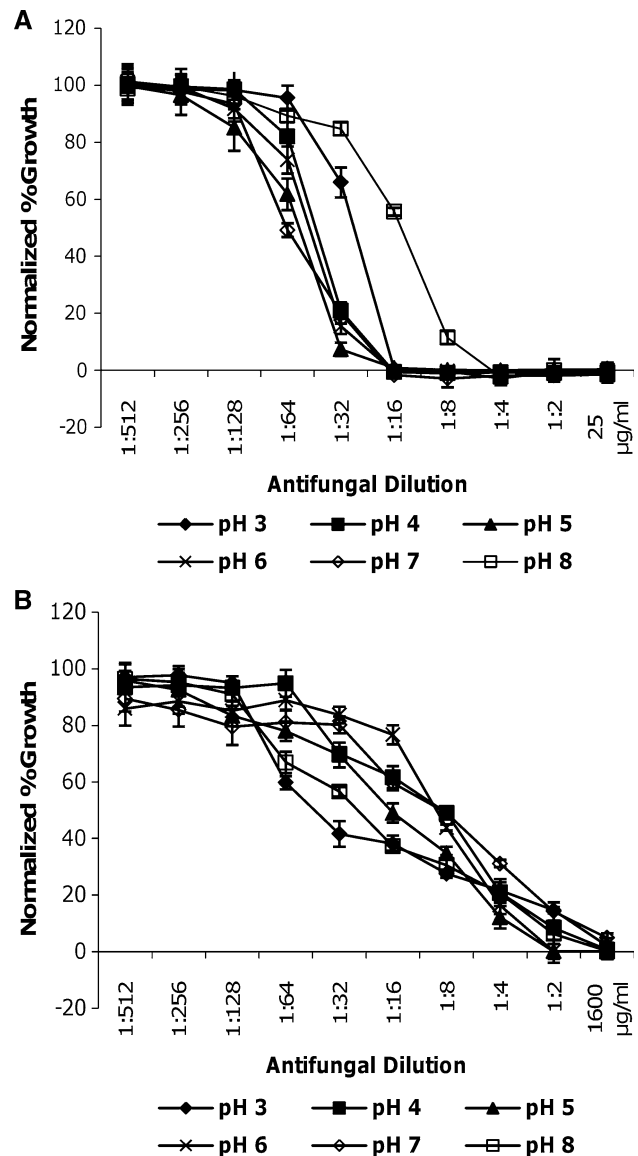 A
120
100
80
60
40
20
0
-20
Normalized %Growth
1:512
1:256
1:128
1:64
1:32
1:16
1:8
1:4
1:2
25 µg/ml
Antifungal Dilution
pH 3 pH 4 pH 5
pH 6 pH 7 pH 8
B
120
100
80
60
40
20
0
-20
Normalized %Growth
1:512
1:256
1:128
1:64
1:32
1:16
1:8
1:4
1:2
1600 µg/ml
Antifungal Dilution
pH 3 pH 4 pH 5
pH 6 pH 7 pH 8